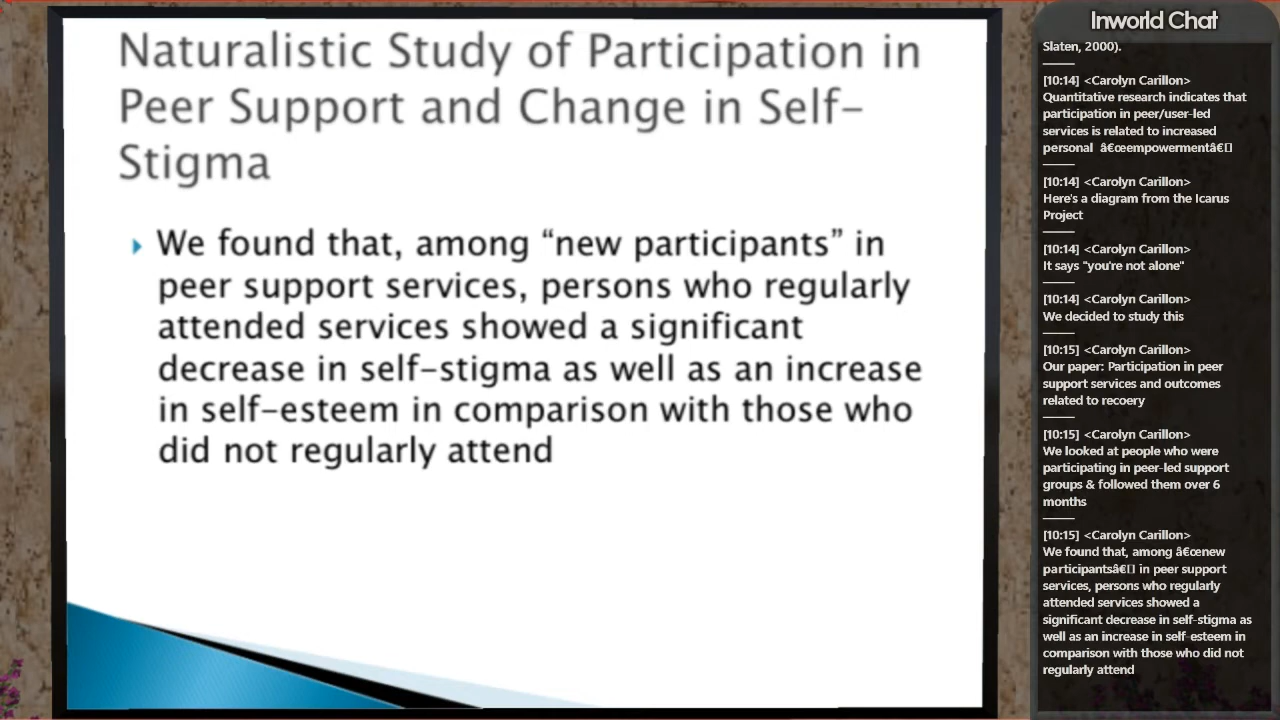 Naturalistic Study of Participation in
Peer Support and Change in Self-
Stigma
We found that, among “new participants” in
peer support services, persons who regularly
attended services showed a significant
decrease in self-stigma as well as an increase
in self-esteem in comparison with those who
did not regularly attend
Inworld Chat
Slaten, 2000).
[10:14] <Carolyn Carillon>
Quantitative research indicates that
participation in peer/user-led
services is related to increased
personal â€œempowermentâ€
[10:14] <Carolyn Carillon>
Here's a diagram from the Icarus
Project
[10:14] <Carolyn Carillon>
It says "you're not alone"
[10:14] <Carolyn Carillon>
We decided to study this
[10:15] <Carolyn Carillon>
Our paper: Participation in peer
support services and outcomes
related to recoery
[10:15] <Carolyn Carillon>
We looked at people who were
participating in peer-led support
groups & followed them over 6
months
[10:15] <Carolyn Carillon>
We found that, among â€œnew
participantsâ€ in peer support
services, persons who regularly
attended services showed a
significant decrease in self-stigma as
well as an increase in self-esteem in
comparison with those who did not
regularly attend